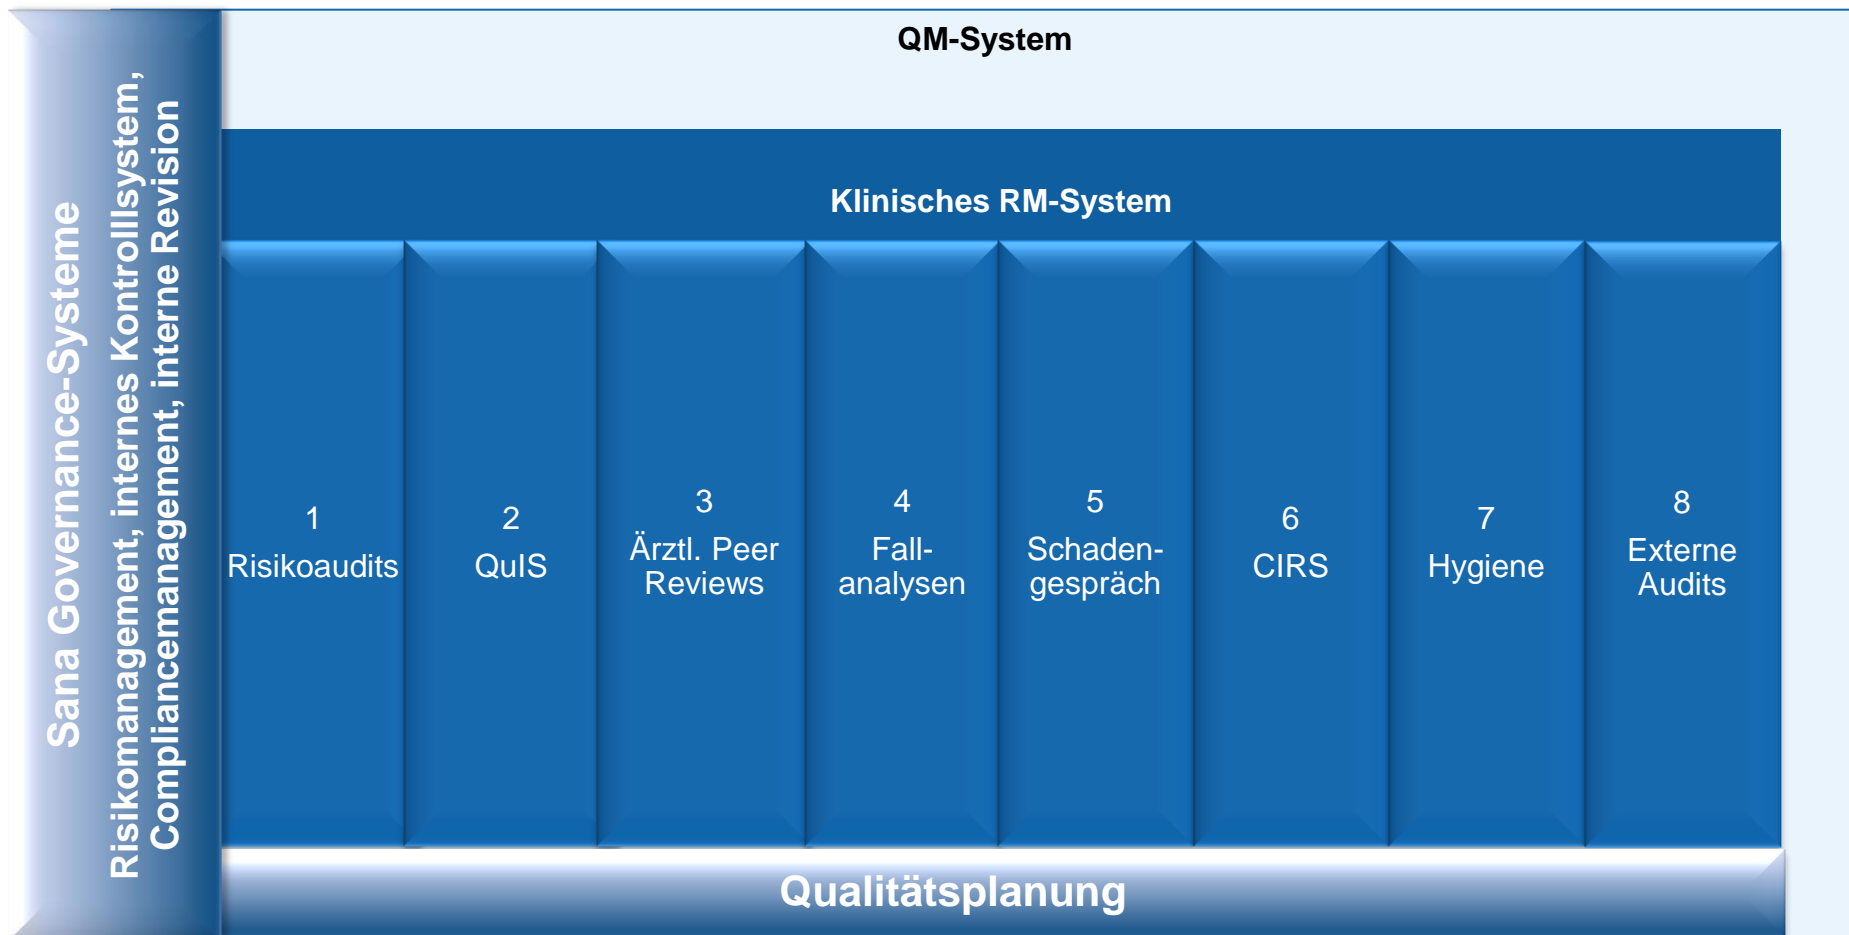 QM-System
Sana Governance-Systeme
Risikomanagement, internes Kontrolllsystem,
Compliancemanagement, interne Revision
Klinisches RM-System
1
Risikoaudits
2
QuIS
3
Ärztl. Peer
Reviews
4
Fall-
analysen
5
Schaden-
gespräch
6
CIRS
7
Hygiene
8
Externe
Audits
Qualitätsplanung